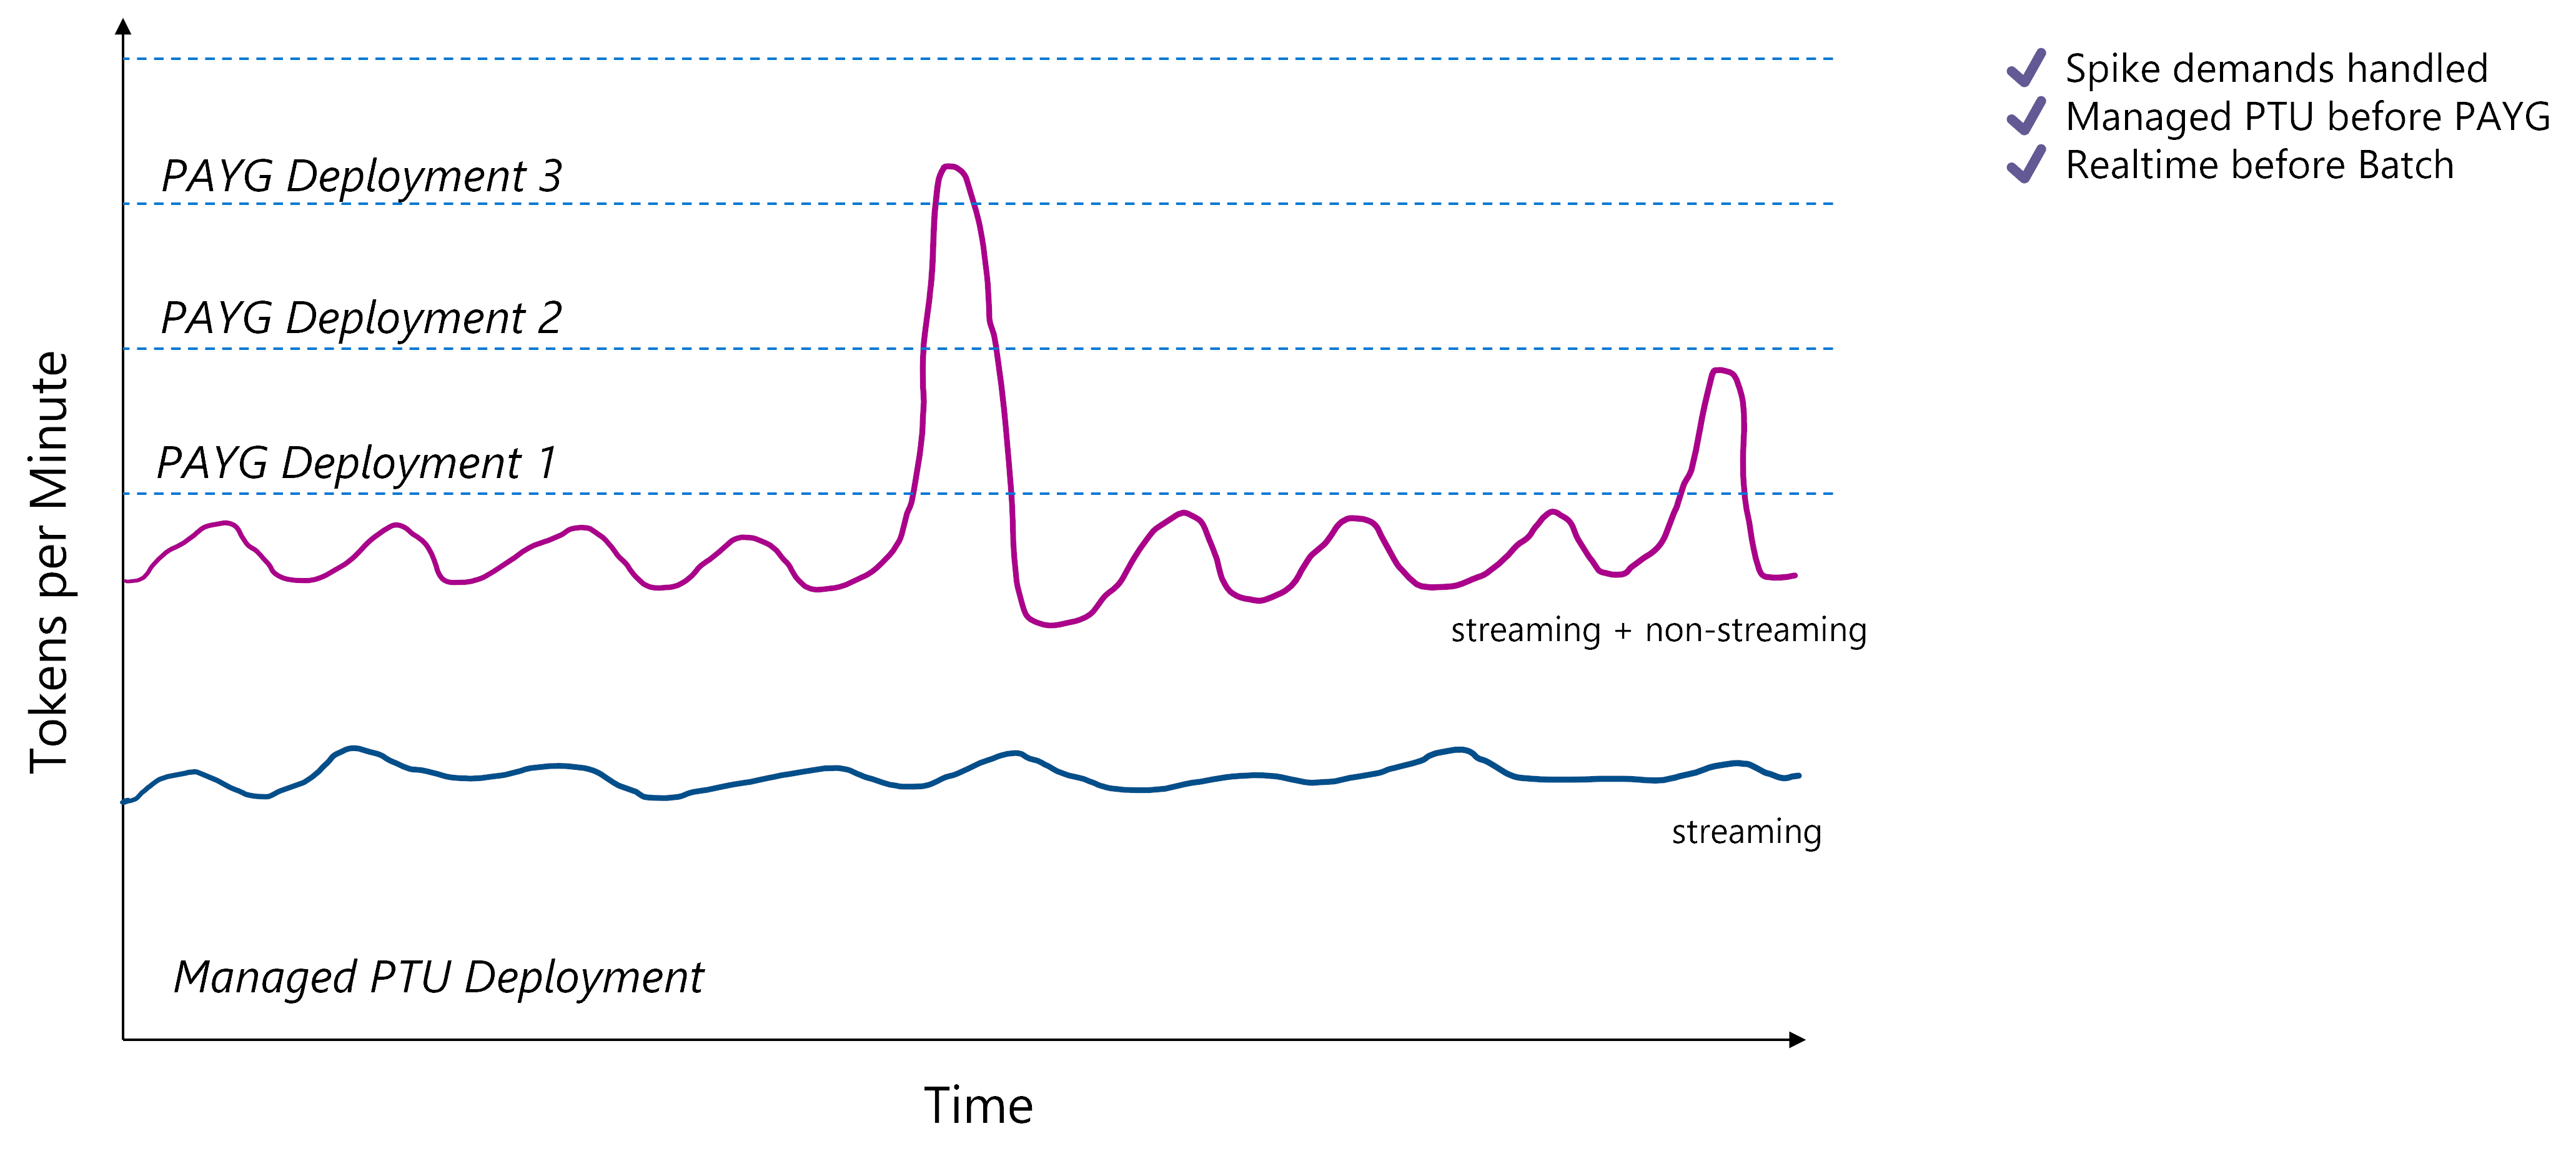 Spike demands handled
Managed PTU before PAYG
Realtime before Batch
PAYG Deployment 3
PAYG Deployment 2
PAYG Deployment 1
Tokens per Minute
streaming + non-streaming
streaming
Managed PTU Deployment
Time